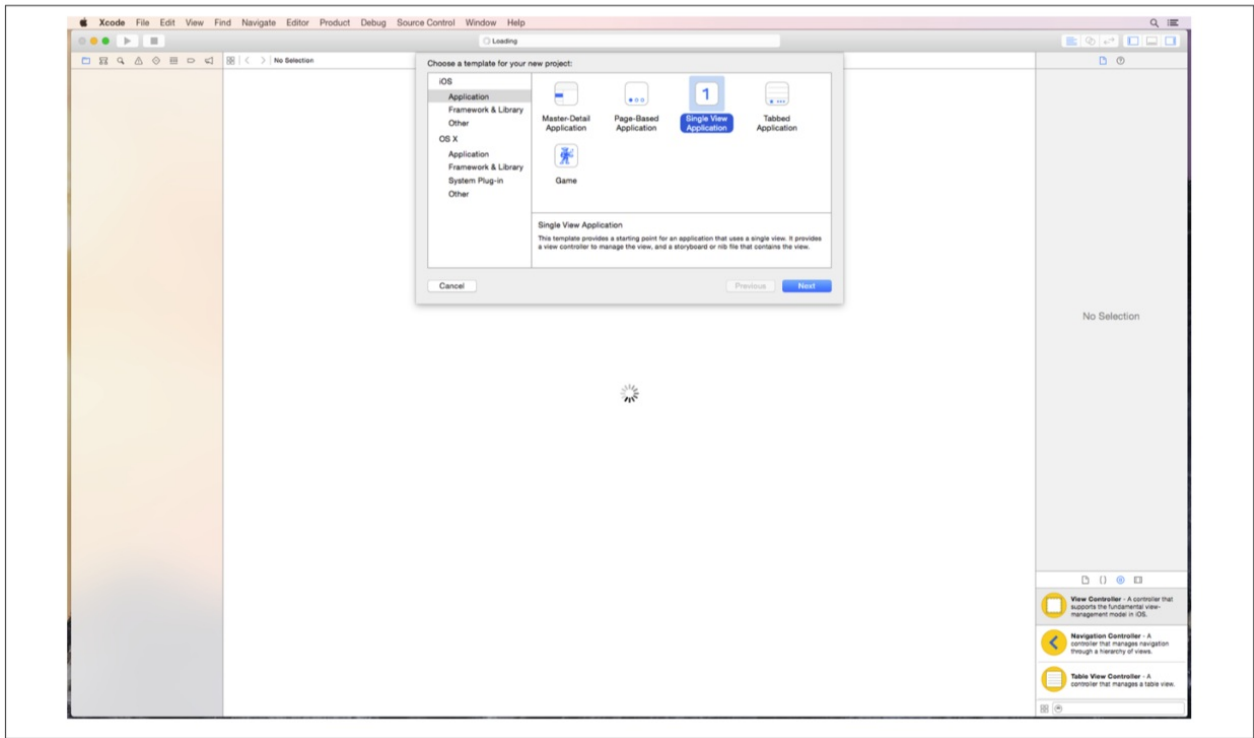 Xcode File Edit View Find Navigate Editor Product Debug Source Control Window Help
Loading
No Selection
Choose a template for your new project:
iOS
Application
Framework & Library
Other
OS X
Application
Framework & Library
System Plug-in
Other
Master-Detail
Application
Page-Based
Application
1
Single View
Application
Tabbed
Application
Game
Single View Application
This template provides a starting point for an application that uses a single view. It provides
a view controller to manage the view, and a storyboard or nib file that contains the view.
Cancel
Previous
Next
No Selection
{}
View Controller - A controller that
supports the fundamental view-
management model in iOS.
Navigation Controller - A
controller that manages navigation
through a hierarchy of views.
Table View Controller - A
controller that manages a table view.